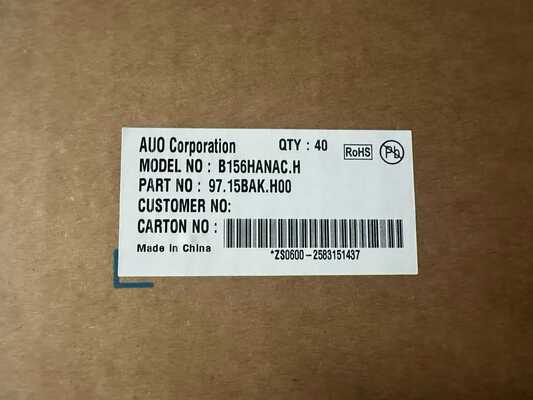 AUO Corporation QTY : 40 RoHS Pb
MODEL NO : B156HANAC.H
PART NO : 97.15BAK.H00
CUSTOMER NO:
CARTON NO :
Made in China *ZS0600-2583151437